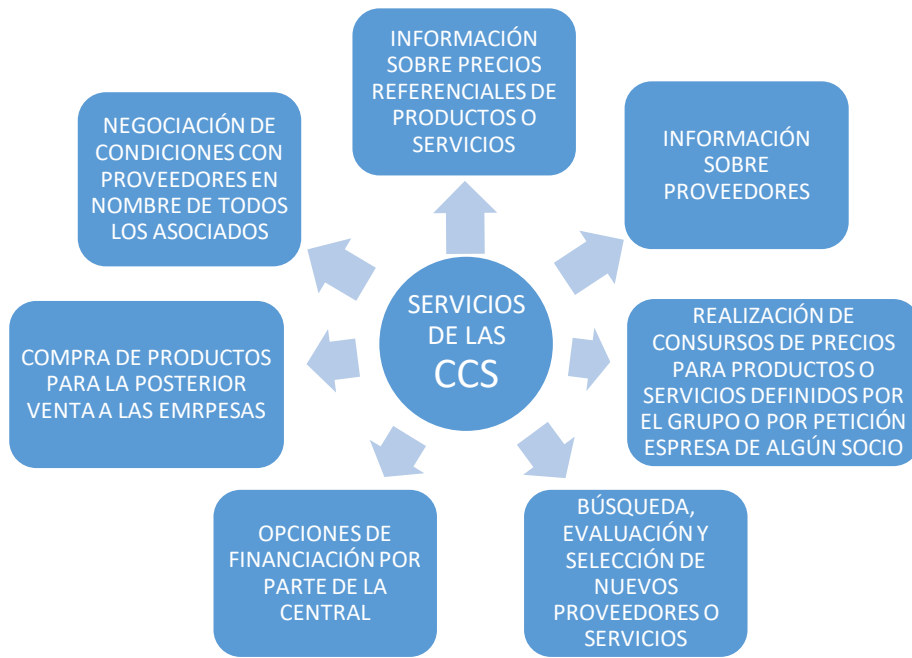 INFORMACIÓN
SOBRE PRECIOS
REFERENCIALES DE
PRODUCTOS O
SERVICIOS
INFORMACIÓN
SOBRE
PROVEEDORES
REALIZACIÓN DE
CONSURSOS DE PRECIOS
PARA PRODUCTOS O
SERVICIOS DEFINIDOS POR
EL GRUPO O POR PETICIÓN
ESPRESA DE ALGÚN SOCIO
BÚSQUEDA,
EVALUACIÓN Y
SELECCIÓN DE
NUEVOS
PROVEEDORES O
SERVICIOS
OPCIONES DE
FINANCIACIÓN POR
PARTE DE LA
CENTRAL
COMPRA DE PRODUCTOS
PARA LA POSTERIOR
VENTA A LAS EMRPESAS
NEGOCIACIÓN DE
CONDICIONES CON
PROVEEDORES EN
NOMBRE DE TODOS
LOS ASOCIADOS
SERVICIOS
DE LAS
CCS